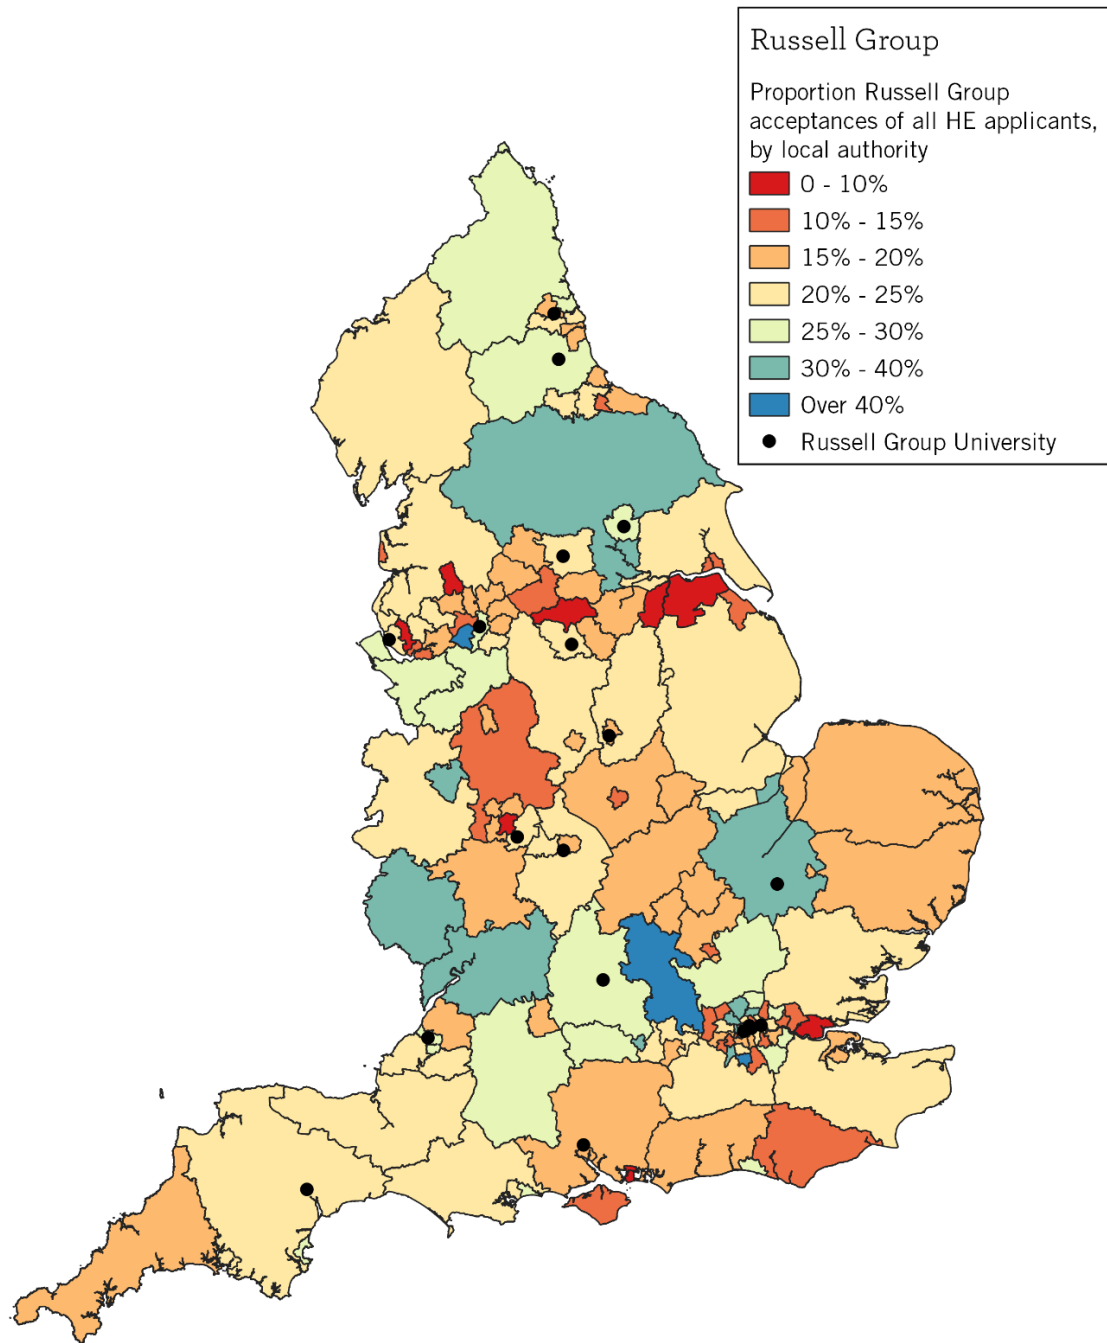 Russell Group
Proportion Russell Group
acceptances of all HE applicants,
by local authority
0 - 10%
10% - 15%
15% - 20%
20% - 25%
25% - 30%
30% - 40%
Over 40%
Russell Group University